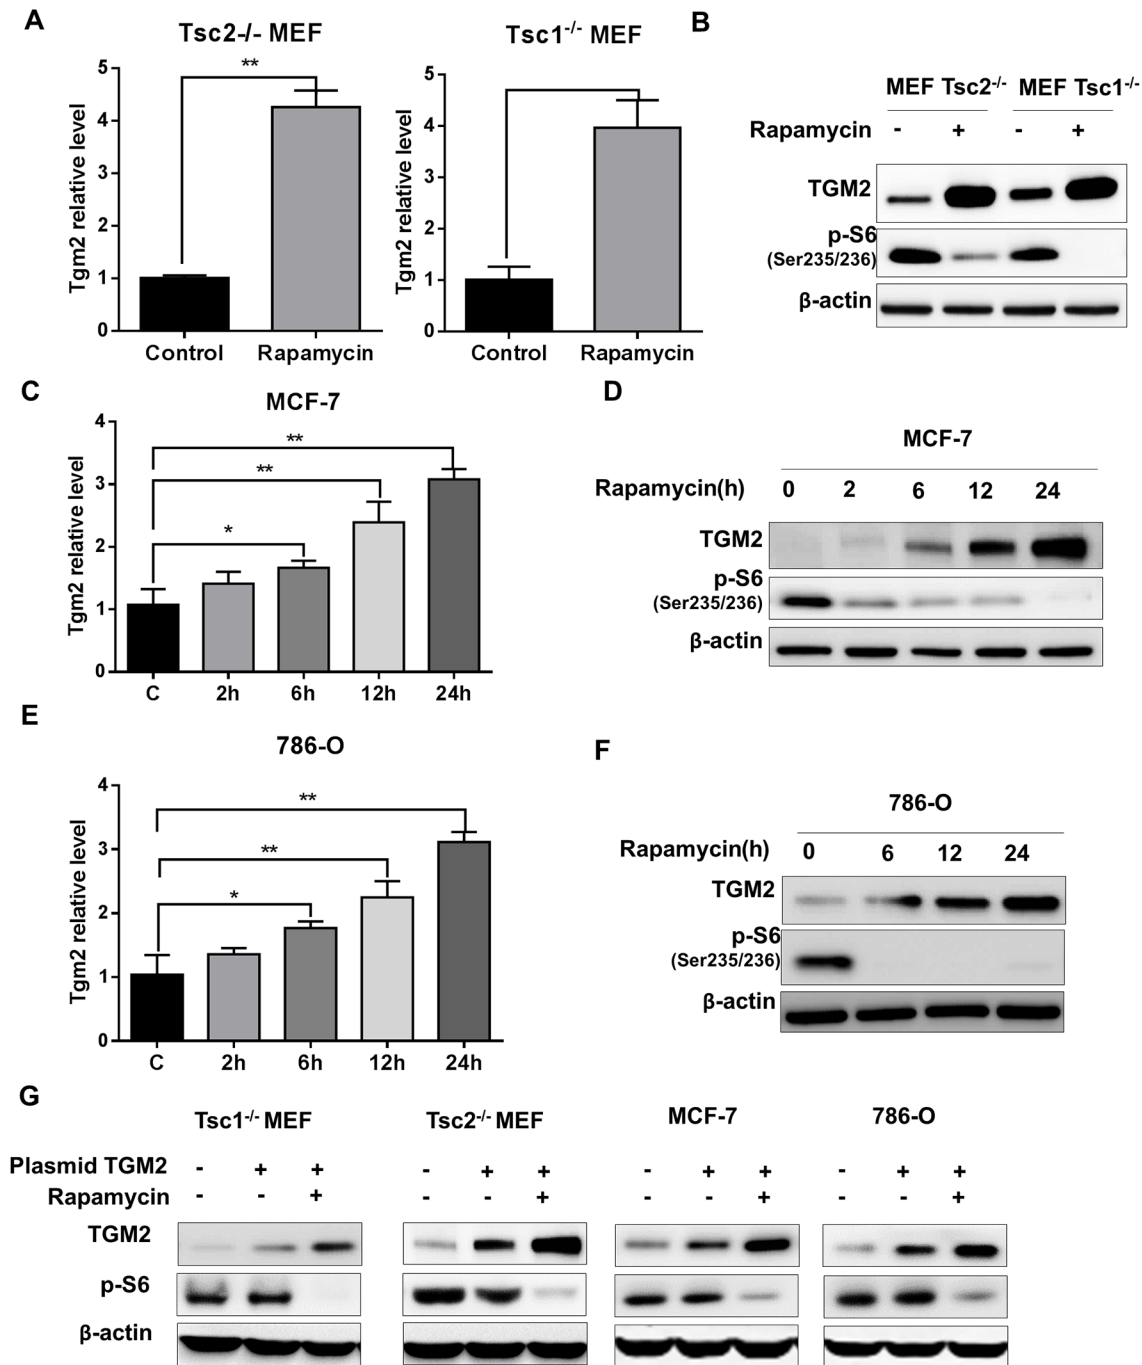 A
Tsc2-/- MEF
**
Tgm2 relative level
5
4
3
2
1
0
Control
Rapamycin
Tsc1-/- MEF
Tgm2 relative level
5
4
3
2
1
0
Control
Rapamycin
B
MEF Tsc2-/- MEF Tsc1-/-
Rapamycin - + - +
TGM2
p-S6
(Ser235/236)
β-actin
C
MCF-7
**
**
*
Tgm2 relative level
4
3
2
1
0
C 2h 6h 12h 24h
D
MCF-7
Rapamycin(h) 0 2 6 12 24
TGM2
p-S6
(Ser235/236)
β-actin
E
786-O
**
**
*
Tgm2 relative level
4
3
2
1
0
C 2h 6h 12h 24h
F
786-O
Rapamycin(h) 0 6 12 24
TGM2
p-S6
(Ser235/236)
β-actin
G
Tsc1-/- MEF Tsc2-/- MEF MCF-7 786-O
Plasmid TGM2 - + + - + + - + + - + +
Rapamycin - - + - - + - - + - - +
TGM2
p-S6
β-actin